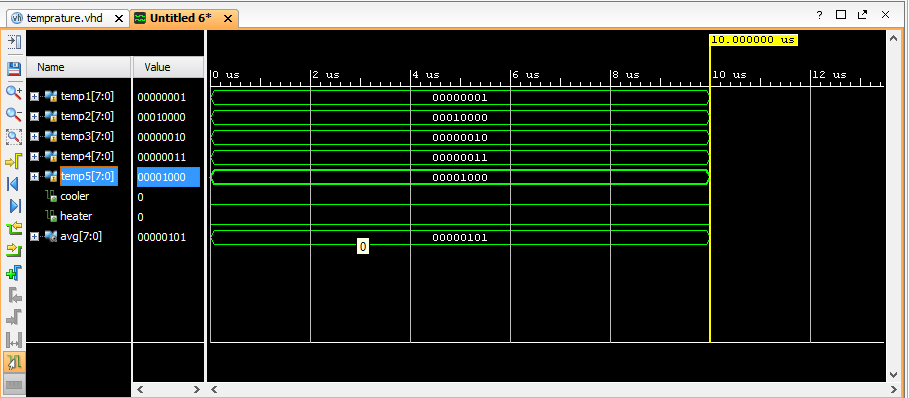 temprature.vhd Untitled 6*
10.000000 us
Name Value
0 us 2 us 4 us 6 us 8 us 10 us 12 us
temp1[7:0] 00000001 00000001
temp2[7:0] 00010000 00010000
temp3[7:0] 00000010 00000010
temp4[7:0] 00000011 00000011
temp5[7:0] 00001000 00001000
cooler 0
heater 0
avg[7:0] 00000101 00000101
0